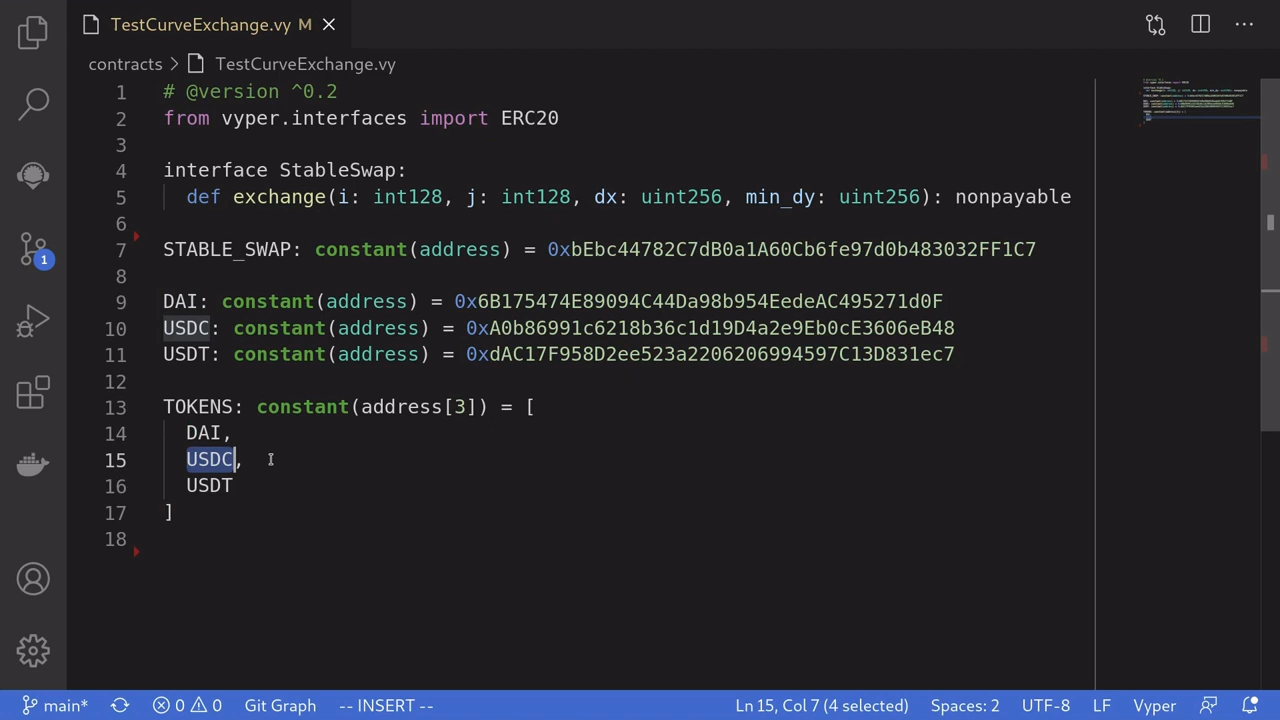 TestCurveExchange.vy M
contracts > TestCurveExchange.vy
1 # @version ^0.2
2 from vyper.interfaces import ERC20
3
4 interface StableSwap:
5 def exchange(i: int128, j: int128, dx: uint256, min_dy: uint256): nonpayable
6
7 STABLE_SWAP: constant(address) = 0xbEbc44782C7dB0a1A60Cb6fe97d0b483032FF1C7
8
9 DAI: constant(address) = 0x6B175474E89094C44Da98b954EedeAC495271d0F
10 USDC: constant(address) = 0xA0b86991c6218b36c1d19D4a2e9Eb0cE3606eB48
11 USDT: constant(address) = 0xdAC17F958D2ee523a2206206994597C13D831ec7
12
13 TOKENS: constant(address[3]) = [
14 DAI,
15 USDC,
16 USDT
17 ]
18
1
main* 0 0 Git Graph -- INSERT -- Ln 15, Col 7 (4 selected) Spaces: 2 UTF-8 LF Vyper